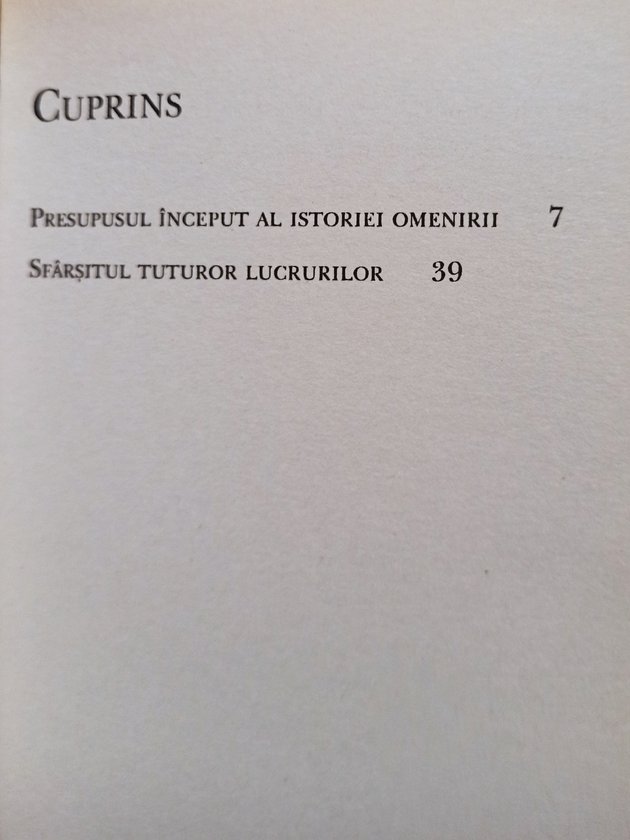 CUPRINS
PRESUPUSUL ÎNCEPUT AL ISTORIEI OMENIRII 7
SFÂRȘITUL TUTUROR LUCRURILOR 39